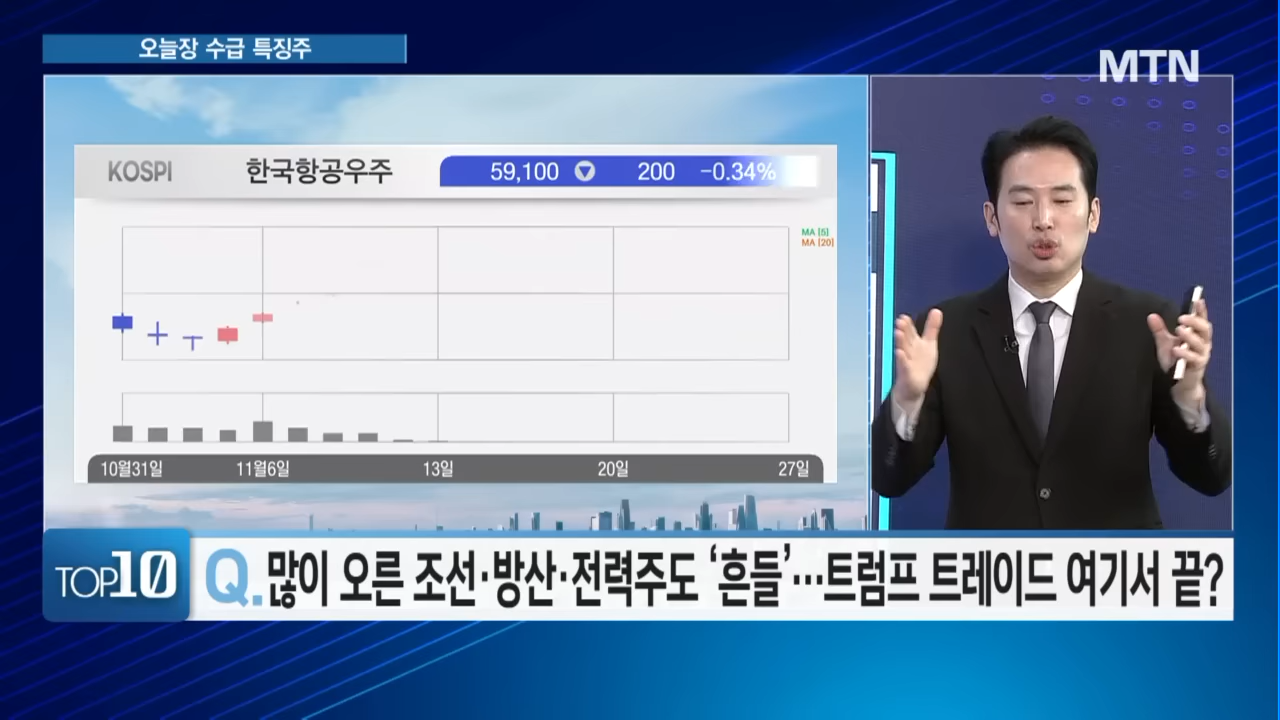 오늘장 수급 특징주
MTN
KOSPI 한국항공우주 59,100 ▼ 200 -0.34%
MA [5]
MA [20]
10월31일 11월6일 13일 20일 27일
TOP10 Q.많이 오른 조선·방산·전력주도 ‘흔들’…트럼프 트레이드 여기서 끝?